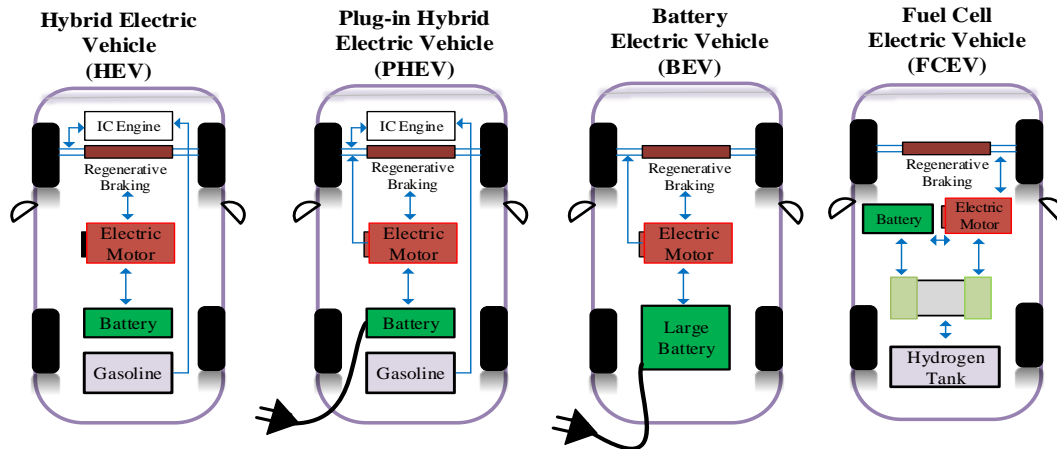 Hybrid Electric
Vehicle
(HEV)
IC Engine
Regenerative
Braking
Electric
Motor
Battery
Gasoline
Plug-in Hybrid
Electric Vehicle
(PHEV)
IC Engine
Regenerative
Braking
Electric
Motor
Battery
Gasoline
Battery
Electric Vehicle
(BEV)
Regenerative
Braking
Electric
Motor
Large
Battery
Fuel Cell
Electric Vehicle
(FCEV)
Regenerative
Braking
Battery
Electric
Motor
Hydrogen
Tank